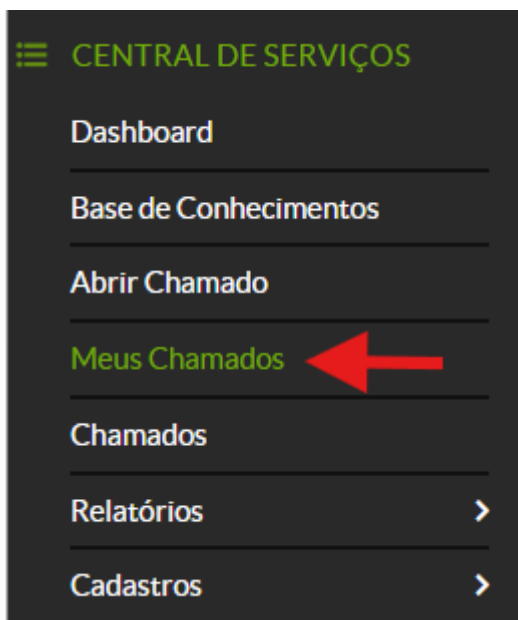 CENTRAL DE SERVIÇOS
Dashboard
Base de Conhecimentos
Abrir Chamado
Meus Chamados
Chamados
Relatórios
Cadastros